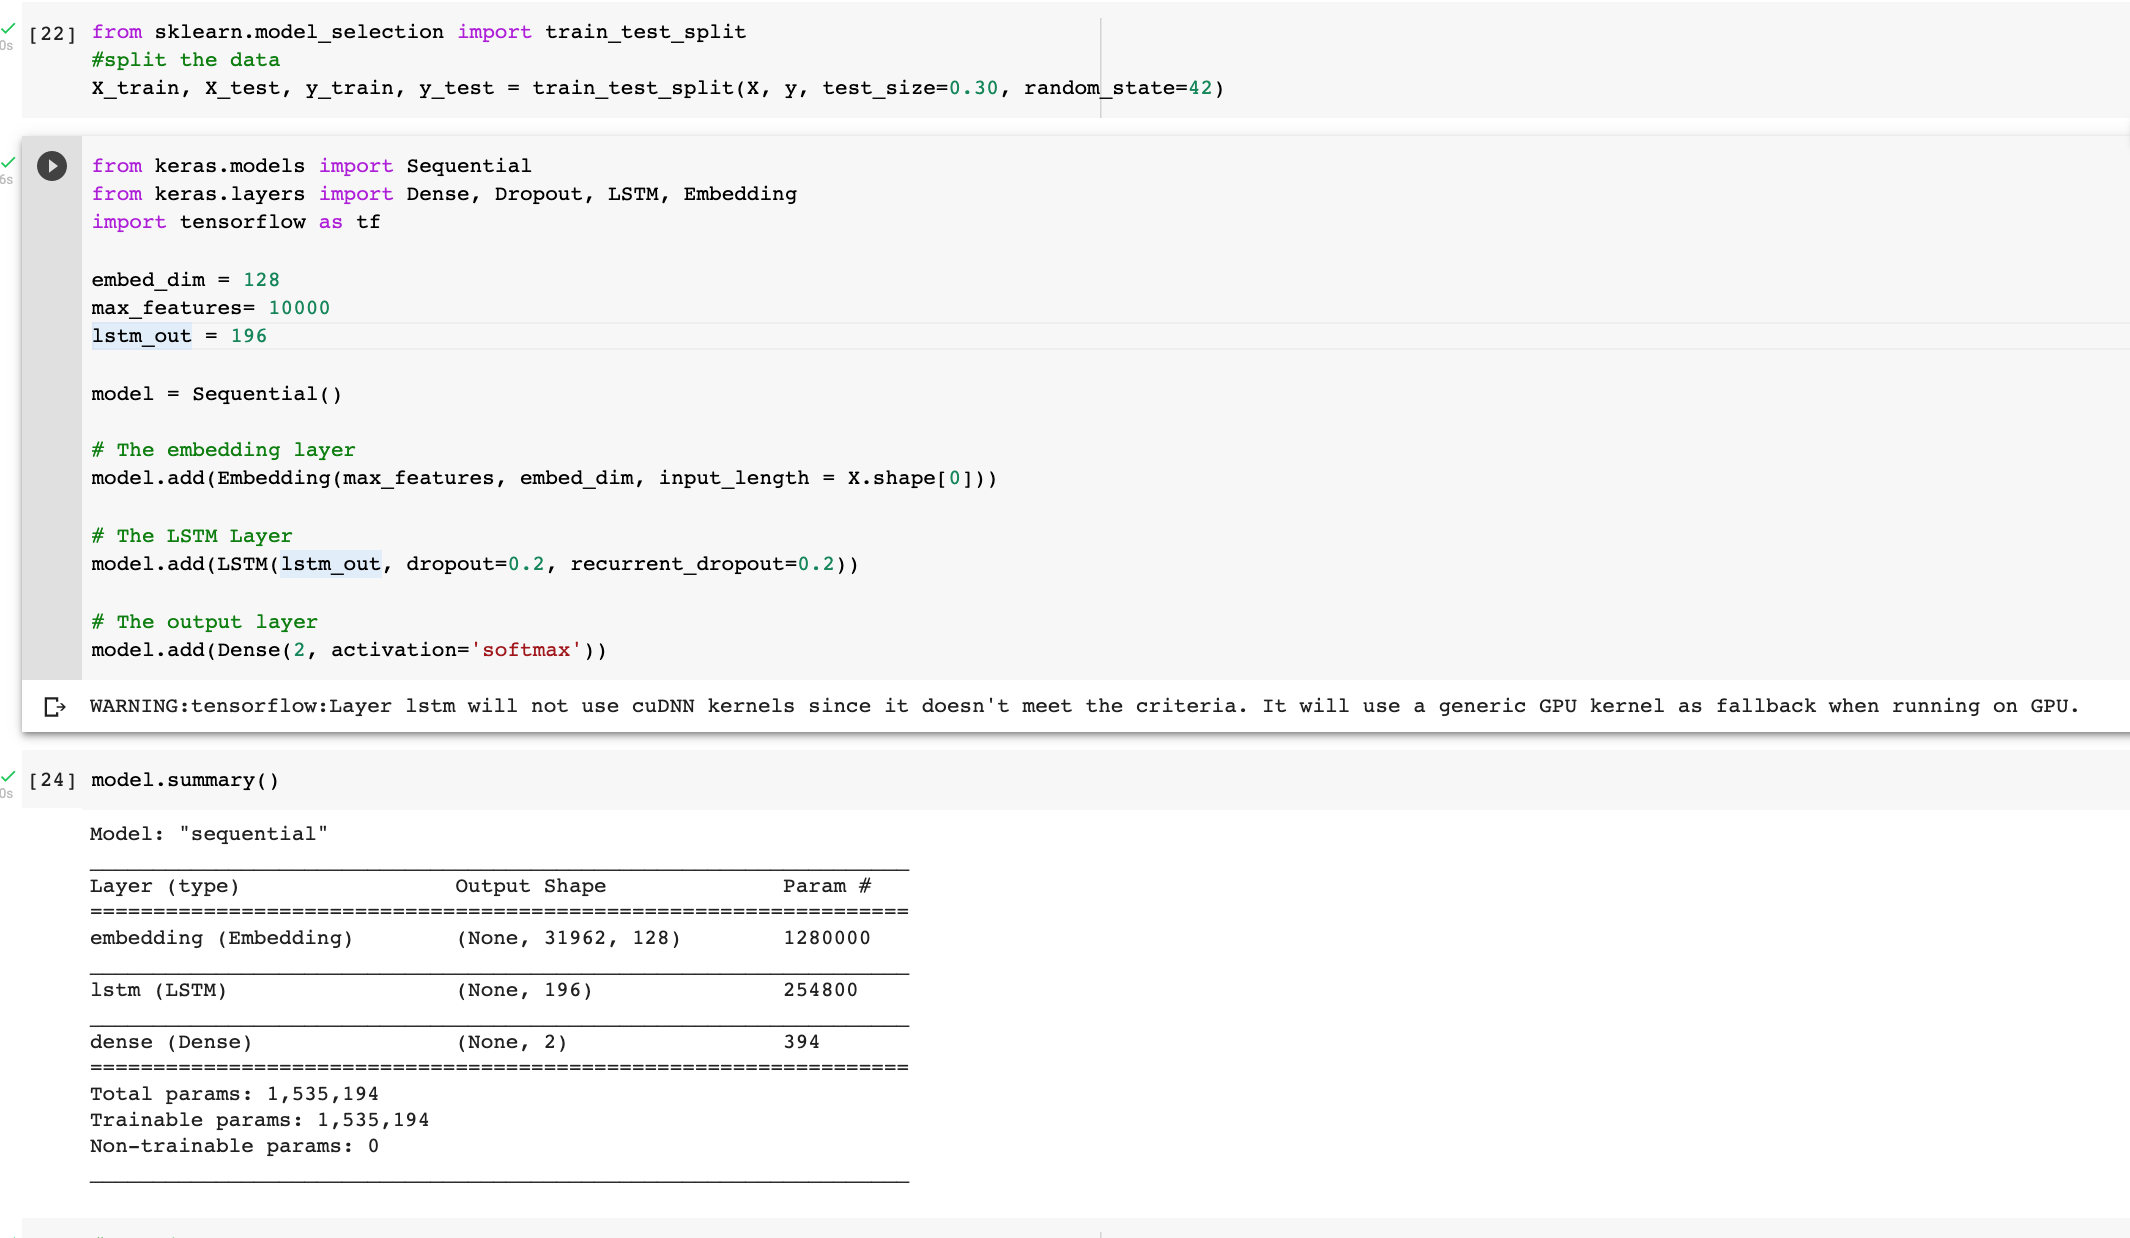 [22] from sklearn.model_selection import train_test_split
#split the data
0s
X_train, X_test, y_train, y_test = train_test_split(X, y, test_size=0.30, random_state=42)
from keras.models import Sequential
6s
from keras.layers import Dense, Dropout, LSTM, Embedding
import tensorflow as tf
embed_dim = 128
max_features= 10000
lstm_out = 196
model = Sequential()
# The embedding layer
model.add(Embedding(max_features, embed_dim, input_length = X.shape[0]))
# The LSTM Layer
model.add(LSTM(lstm_out, dropout=0.2, recurrent_dropout=0.2))
# The output layer
model.add(Dense(2, activation='softmax'))
WARNING:tensorflow:Layer lstm will not use cuDNN kernels since it doesn't meet the criteria. It will use a generic GPU kernel as fallback when running on GPU.
[24] model.summary()
0s
Model: "sequential"
Layer (type) Output Shape Param #
=================================================================
embedding (Embedding) (None, 31962, 128) 1280000
lstm (LSTM) (None, 196) 254800
dense (Dense) (None, 2) 394
=================================================================
Total params: 1,535,194
Trainable params: 1,535,194
Non-trainable params: 0